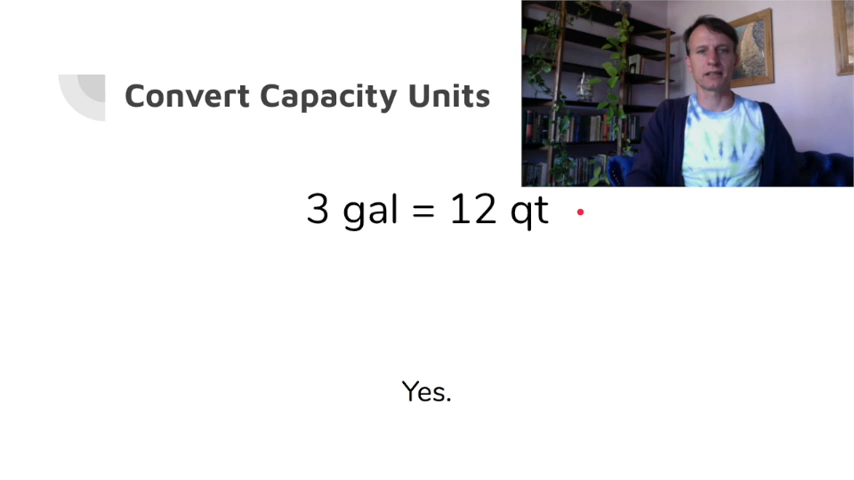 Convert Capacity Units
3 gal = 12 qt
Yes.